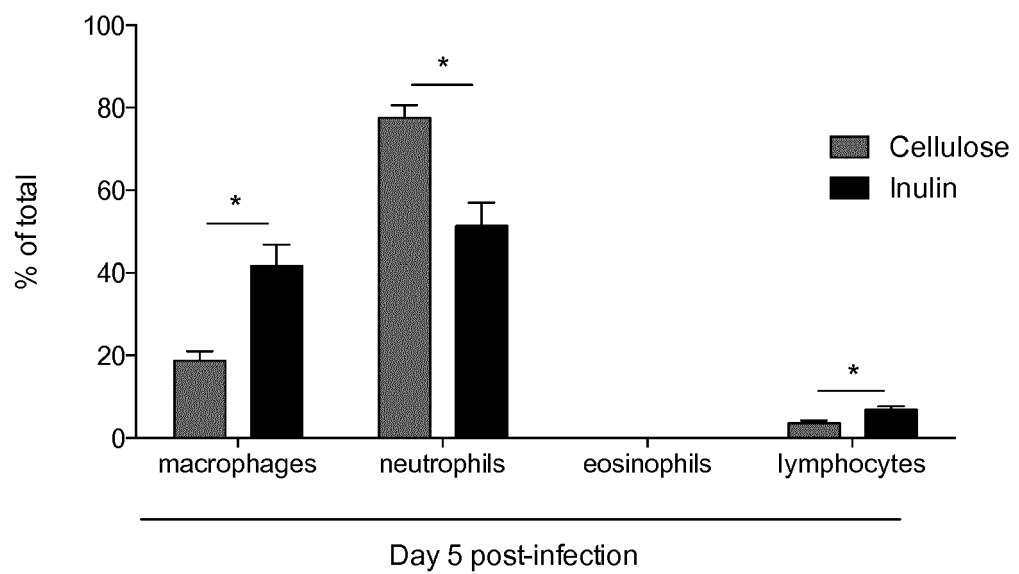 100
80
60
40
20
0
% of total
*
*
*
Cellulose
Inulin
macrophages neutrophils eosinophils lymphocytes
Day 5 post-infection